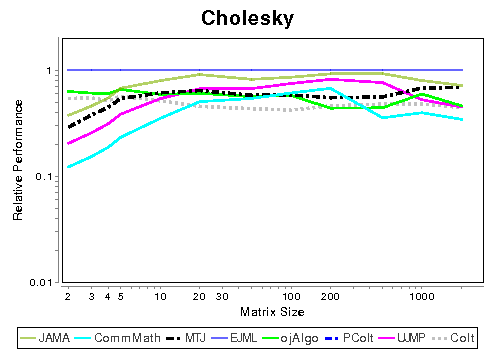 Cholesky
Relative Performance
1
0.1
0.01
2 3 4 5 10 20 30 100 200 1000
Matrix Size
JAMA CommMath MTJ EJML ojAlgo PColt UJMP Colt